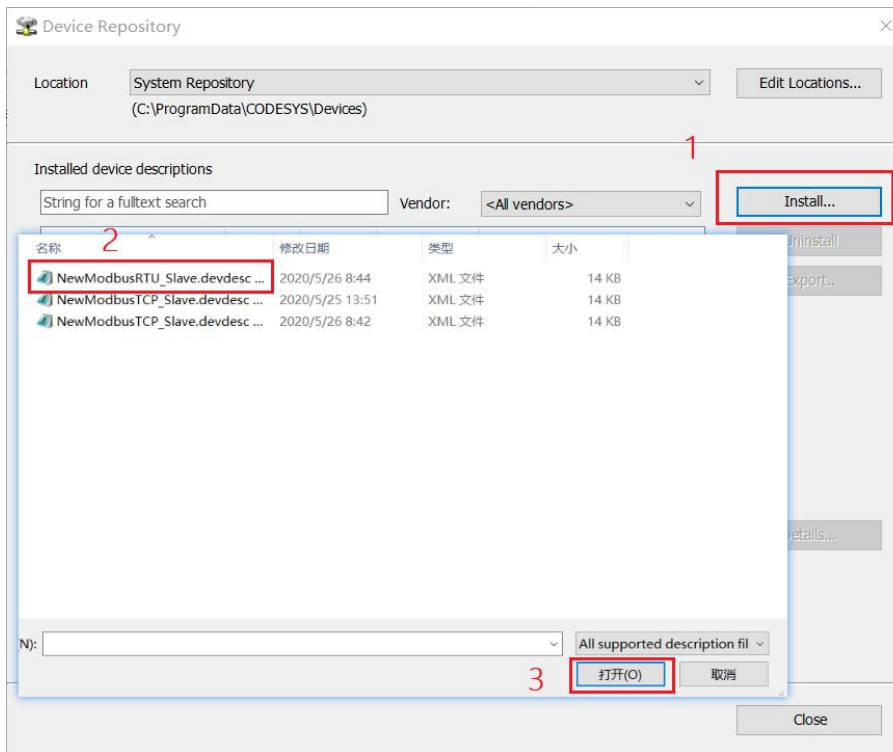 Device Repository
Location System Repository Edit Locations...
(C:\ProgramData\CODESYS\Devices)
1
Installed device descriptions
String for a fulltext search Vendor: <All vendors> Install...
2
名称 修改日期 类型 大小 Uninstall
NewModbusRTU_Slave.devdesc ... 2020/5/26 8:44 XML 文件 14 KB Export..
NewModbusTCP_Slave.devdesc ... 2020/5/25 13:51 XML 文件 14 KB
NewModbusTCP_Slave.devdesc ... 2020/5/26 8:42 XML 文件 14 KB
Details...
N): All supported description fil
3 打开(O) 取消
Close